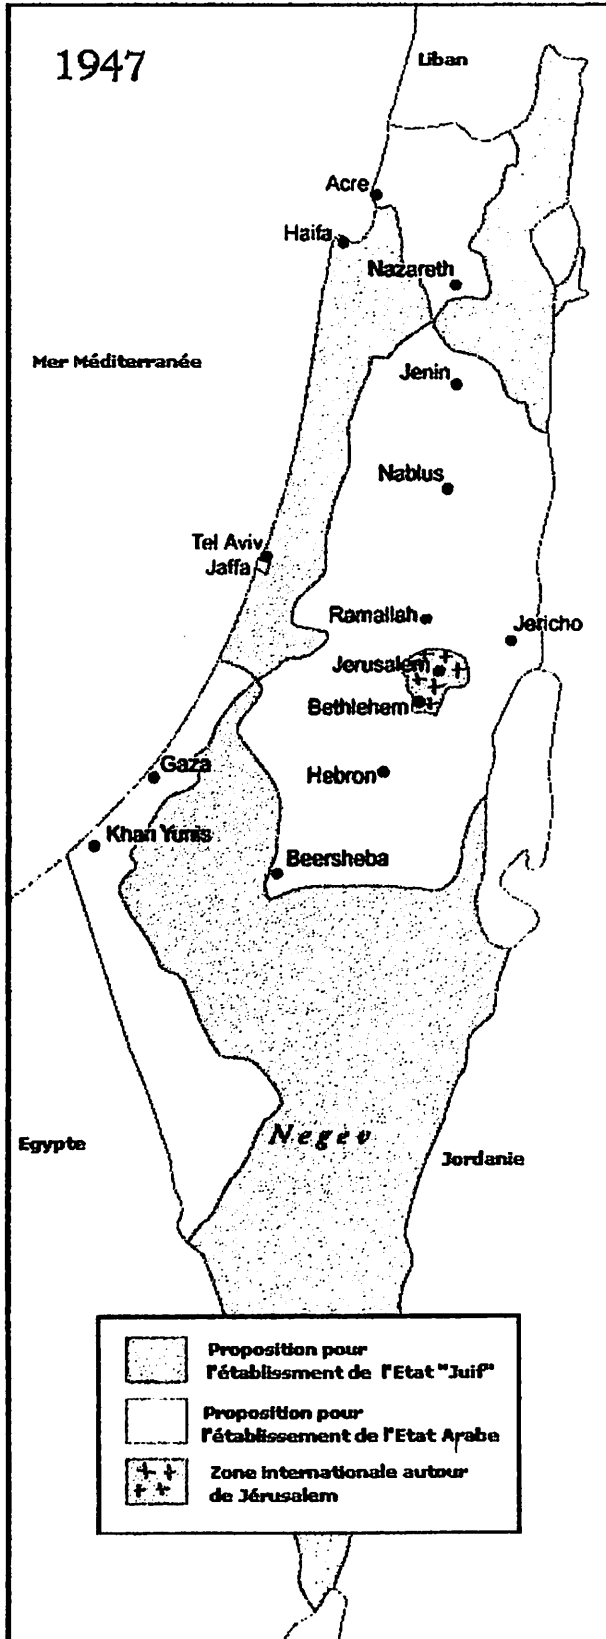 1947
Liban
Acre
Haifa
Nazareth
Mer Méditerranée
Jenin
Nablus
Tel Aviv
Jaffa
Ramallah
Jericho
Jerusalem
Bethlehem
Gaza
Hebron
Khan Yunis
Beersheba
Negev
Egypte
Jordanie
Proposition pour
l'établissment de l'Etat "Juif"
Proposition pour
l'établissement de l'Etat Arabe
Zone internationale autour
de Jérusalem